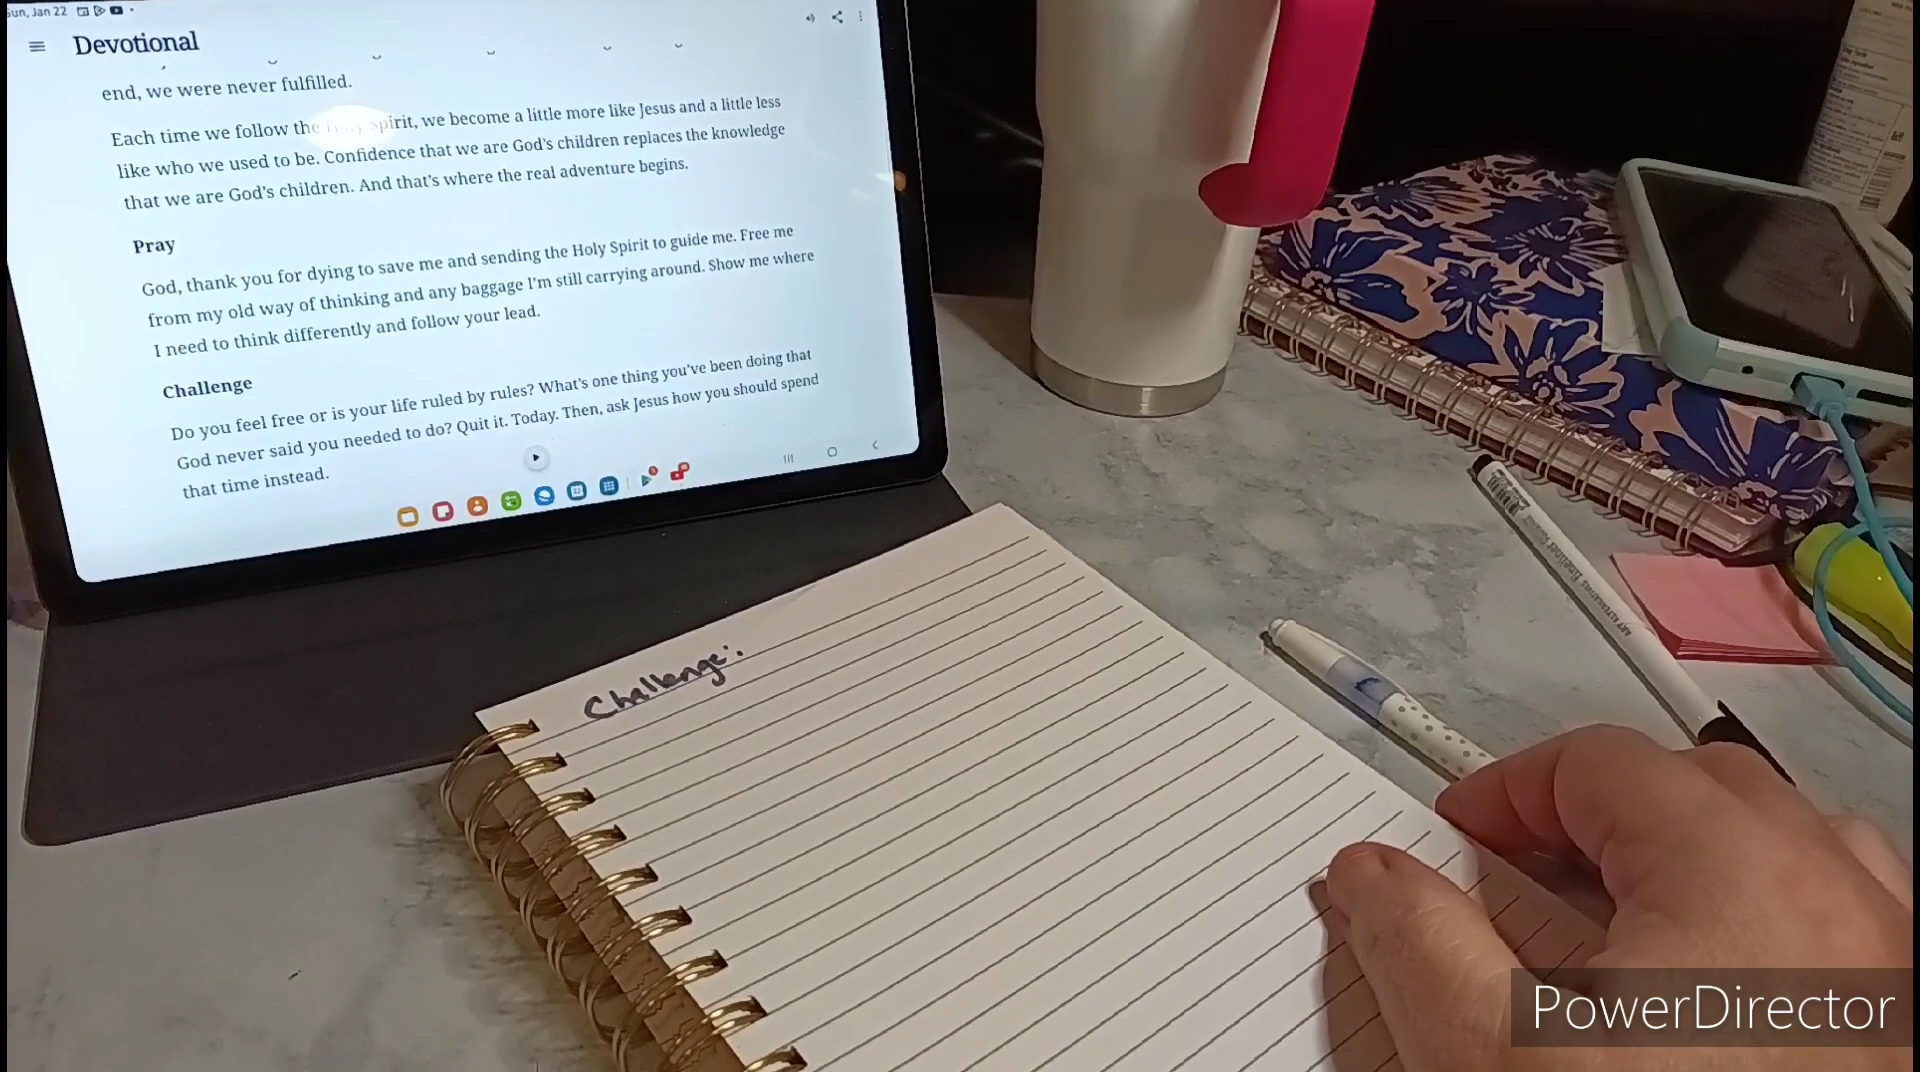 Sun, Jan 22
Devotional
end, we were never fulfilled.
Each time we follow the Holy Spirit, we become a little more like Jesus and a little less
like who we used to be. Confidence that we are God's children replaces the knowledge
that we are God's children. And that's where the real adventure begins.
Pray
God, thank you for dying to save me and sending the Holy Spirit to guide me. Free me
from my old way of thinking and any baggage I'm still carrying around. Show me where
I need to think differently and follow your lead.
Challenge
Do you feel free or is your life ruled by rules? What's one thing you've been doing that
God never said you needed to do? Quit it. Today. Then, ask Jesus how you should spend
that time instead.
Challenge:
PowerDirector